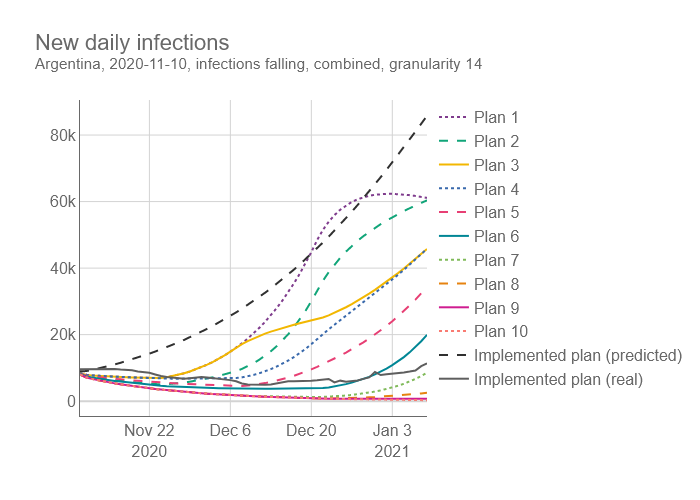 New daily infections
Argentina, 2020-11-10, infections falling, combined, granularity 14
80k
60k
40k
20k
0
Nov 22
2020
Dec 6
Dec 20
Jan 3
2021
Plan 1
Plan 2
Plan 3
Plan 4
Plan 5
Plan 6
Plan 7
Plan 8
Plan 9
Plan 10
Implemented plan (predicted)
Implemented plan (real)